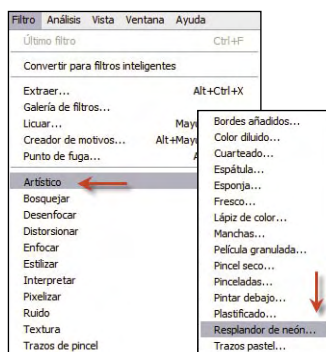 Filtro Análisis Vista Ventana Ayuda
Último filtro Ctrl+F
Convertir para filtros inteligentes
Extraer... Alt+Ctrl+X
Galería de filtros...
Licuar...
Creador de motivos...
Punto de fuga...
Artístico
Bosquejar
Desenfocar
Distorsionar
Enfocar
Estilizar
Interpretar
Pixelizar
Ruido
Textura
Trazos de pincel
Bordes añadidos...
Color diluido...
Cuarteado...
Espátula...
Esponja...
Fresco...
Lápiz de color...
Manchas...
Película granulada...
Pincel seco...
Pinceladas...
Pintar debajo...
Plastificado...
Resplandor de neón...
Trazos pastel...